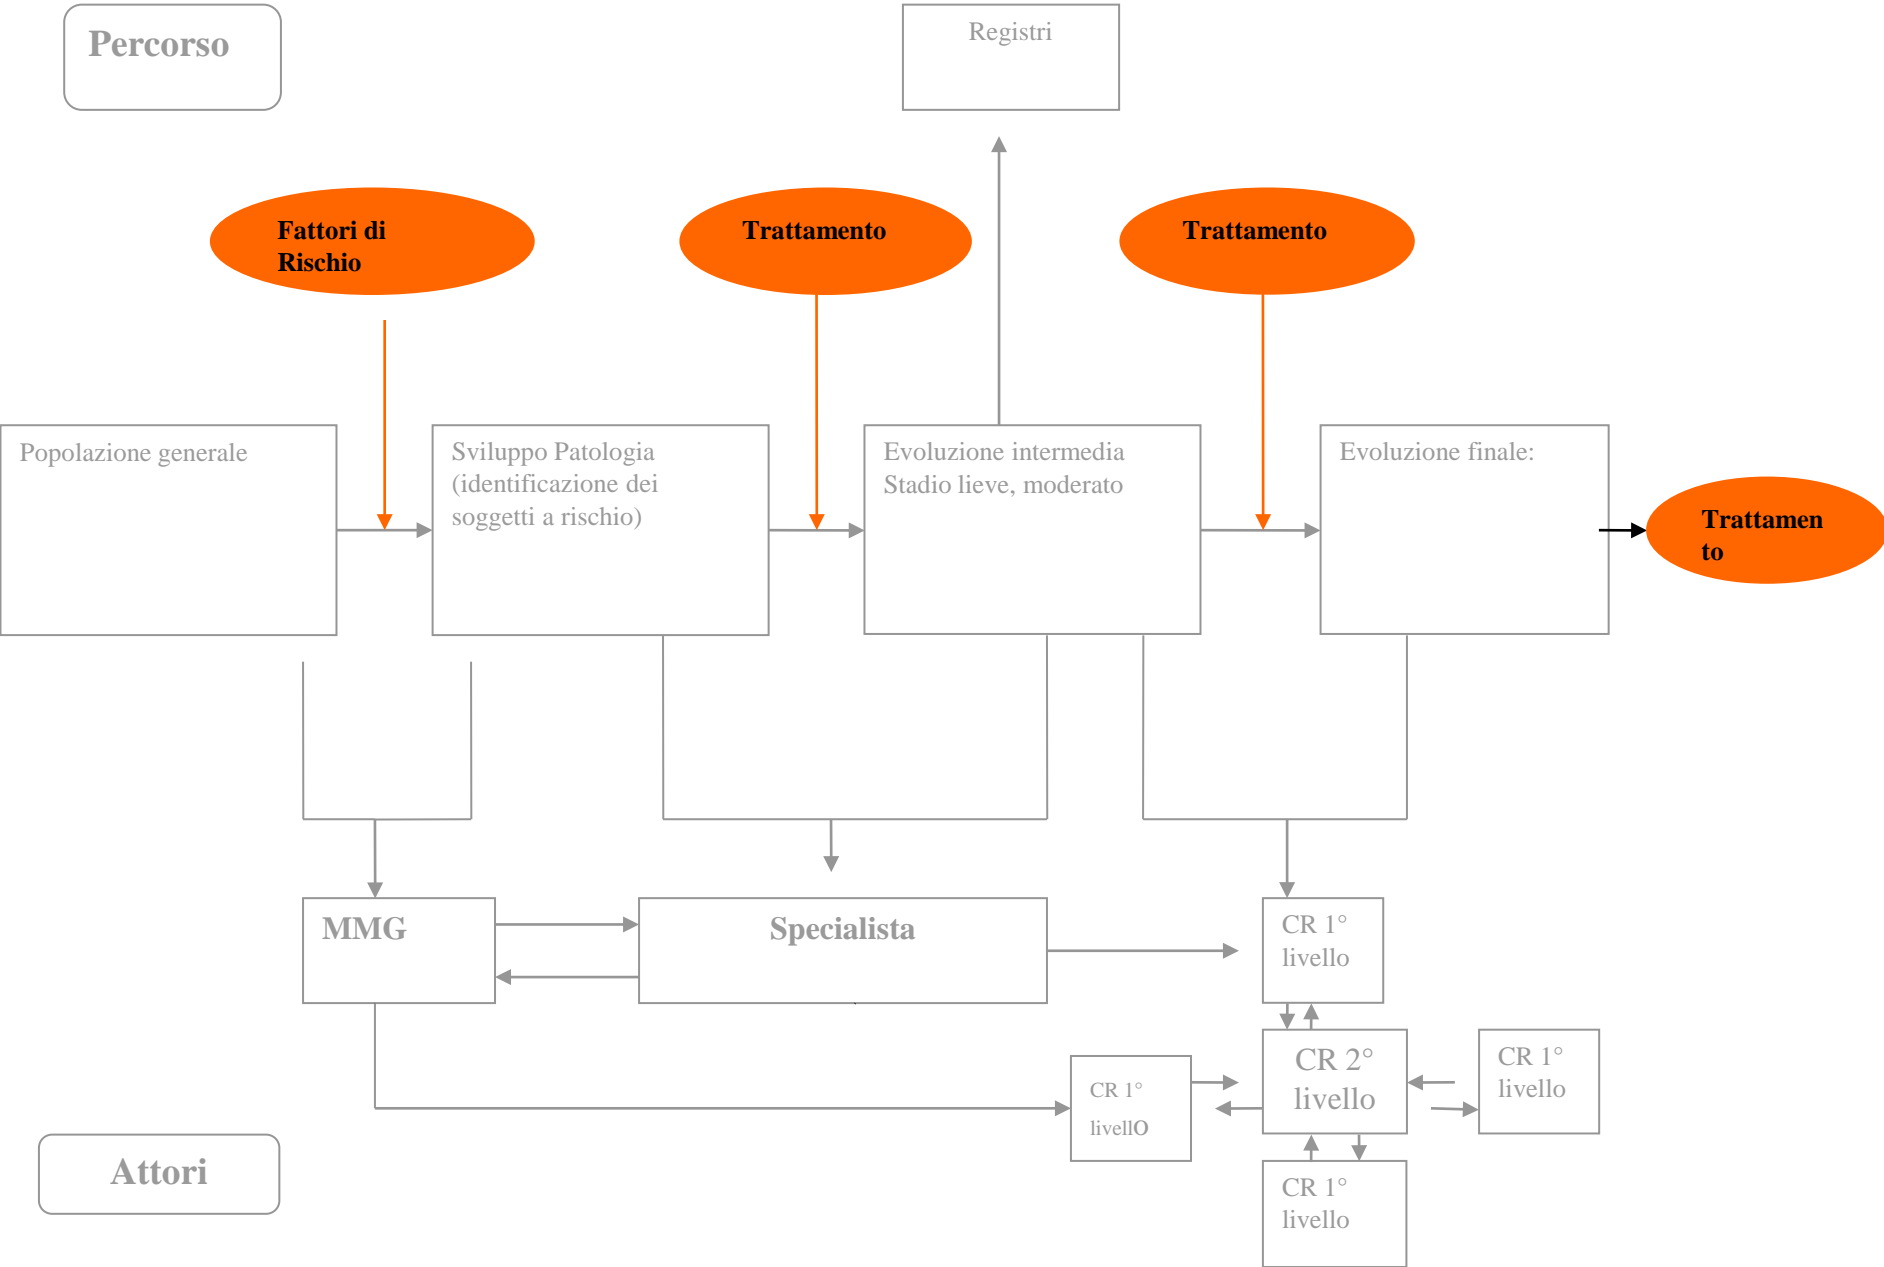 Percorso
Registri
Fattori di
Rischio
Trattamento
Trattamento
Popolazione generale
Sviluppo Patologia
(identificazione dei
soggetti a rischio)
Evoluzione intermedia
Stadio lieve, moderato
Evoluzione finale:
Trattamen
to
MMG
Specialista
CR 1°
livello
CR 1°
livellO
CR 2°
livello
CR 1°
livello
Attori
CR 1°
livello